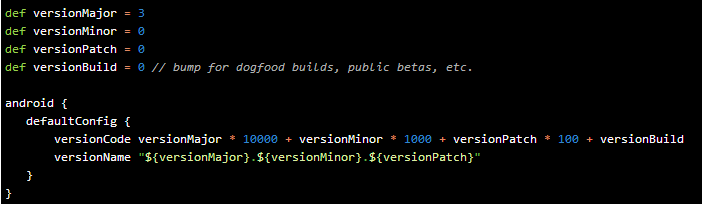 def versionMajor = 3
def versionMinor = 0
def versionPatch = 0
def versionBuild = 0 // bump for dogfood builds, public betas, etc.
android {
defaultConfig {
versionCode versionMajor * 10000 + versionMinor * 1000 + versionPatch * 100 + versionBuild
versionName "${versionMajor}.${versionMinor}.${versionPatch}"
}
}